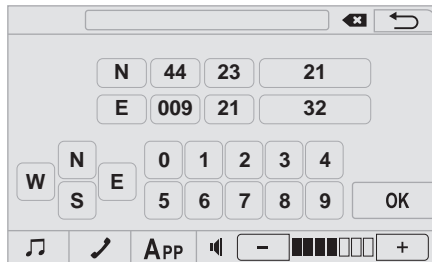 N 44 23 21
E 009 21 32
N 0 1 2 3 4
W E
S 5 6 7 8 9 OK
APP - +